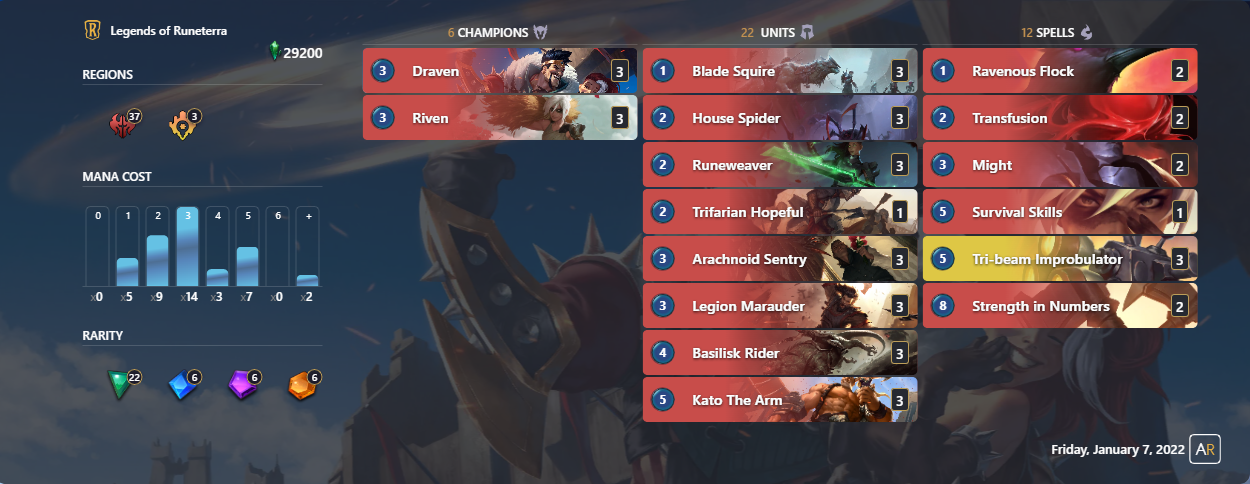 Legends of Runeterra
29200
REGIONS
37 3
MANA COST
0 1 2 3 4 5 6 +
x0 x5 x9 x14 x3 x7 x0 x2
RARITY
22 6 6 6
6 CHAMPIONS
3 Draven 3
3 Riven 3
22 UNITS
1 Blade Squire 3
2 House Spider 3
2 Runeweaver 3
2 Trifarian Hopeful 1
3 Arachnoid Sentry 3
3 Legion Marauder 3
4 Basilisk Rider 3
5 Kato The Arm 3
12 SPELLS
1 Ravenous Flock 2
2 Transfusion 2
3 Might 2
5 Survival Skills 1
5 Tri-beam Improbulator 3
8 Strength in Numbers 2
Friday, January 7, 2022 AR